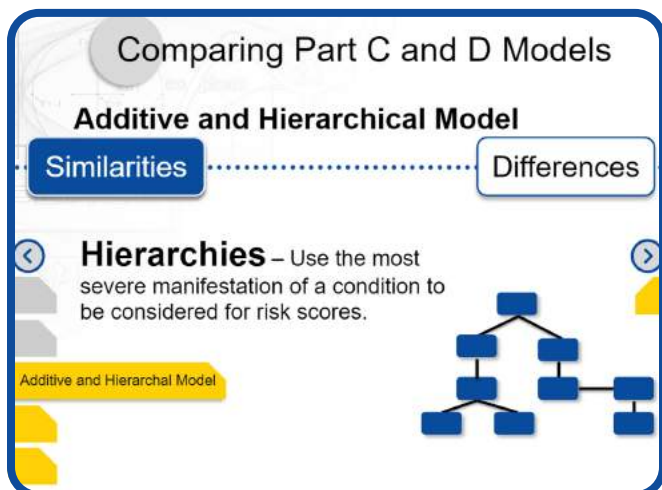 Comparing Part C and D Models
Additive and Hierarchical Model
Similarities
Differences
Hierarchies – Use the most
severe manifestation of a condition to
be considered for risk scores.
Additive and Hierarchal Model